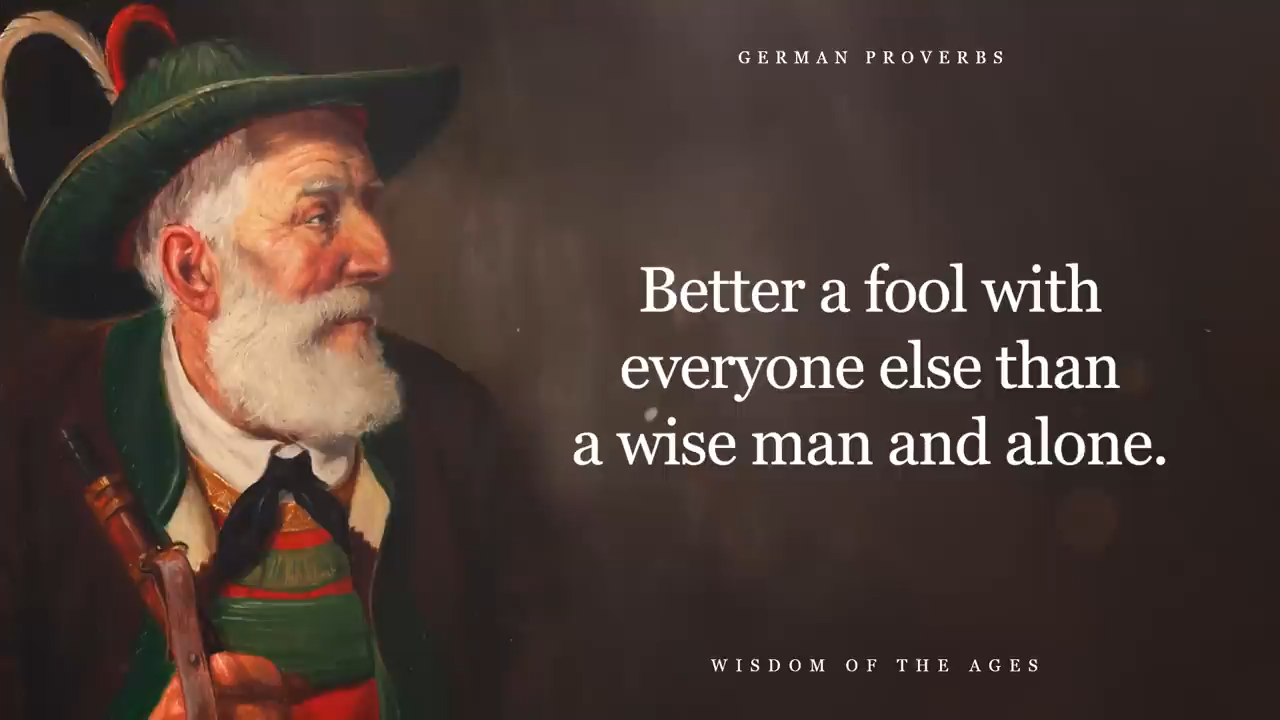 GERMAN PROVERBS
Better a fool with
everyone else than
a wise man and alone.
WISDOM OF THE AGES